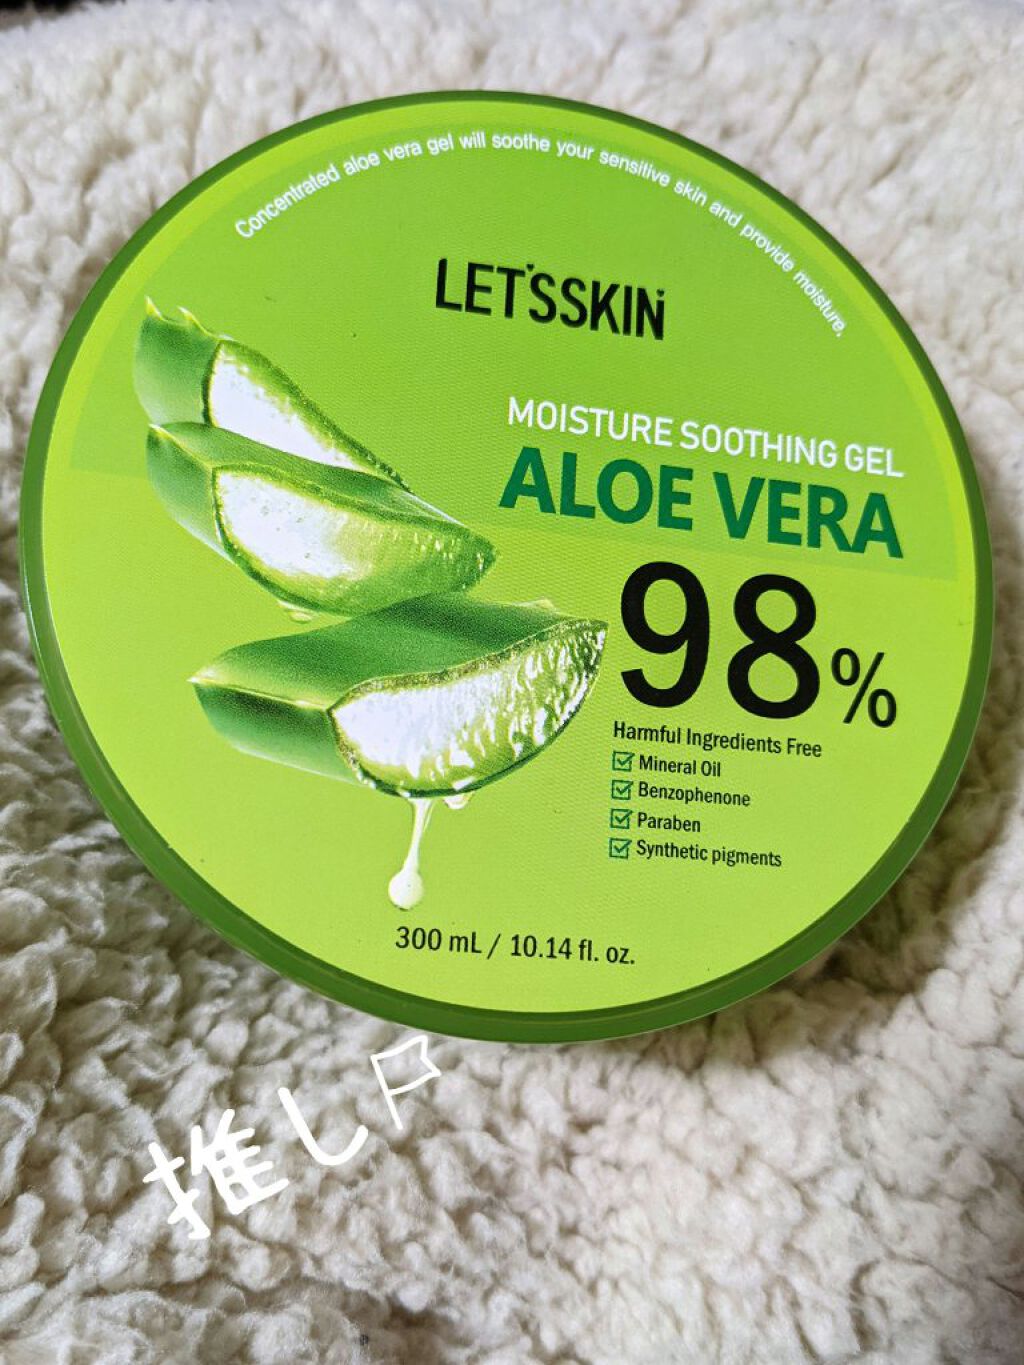 Concentrated aloe vera gel will soothe your sensitive skin and provide moisture.
LET'SSKIN
MOISTURE SOOTHING GEL
ALOE VERA
98%
Harmful Ingredients Free
Mineral Oil
Benzophenone
Paraben
Synthetic pigments
300 mL / 10.14 fl. oz.
推し